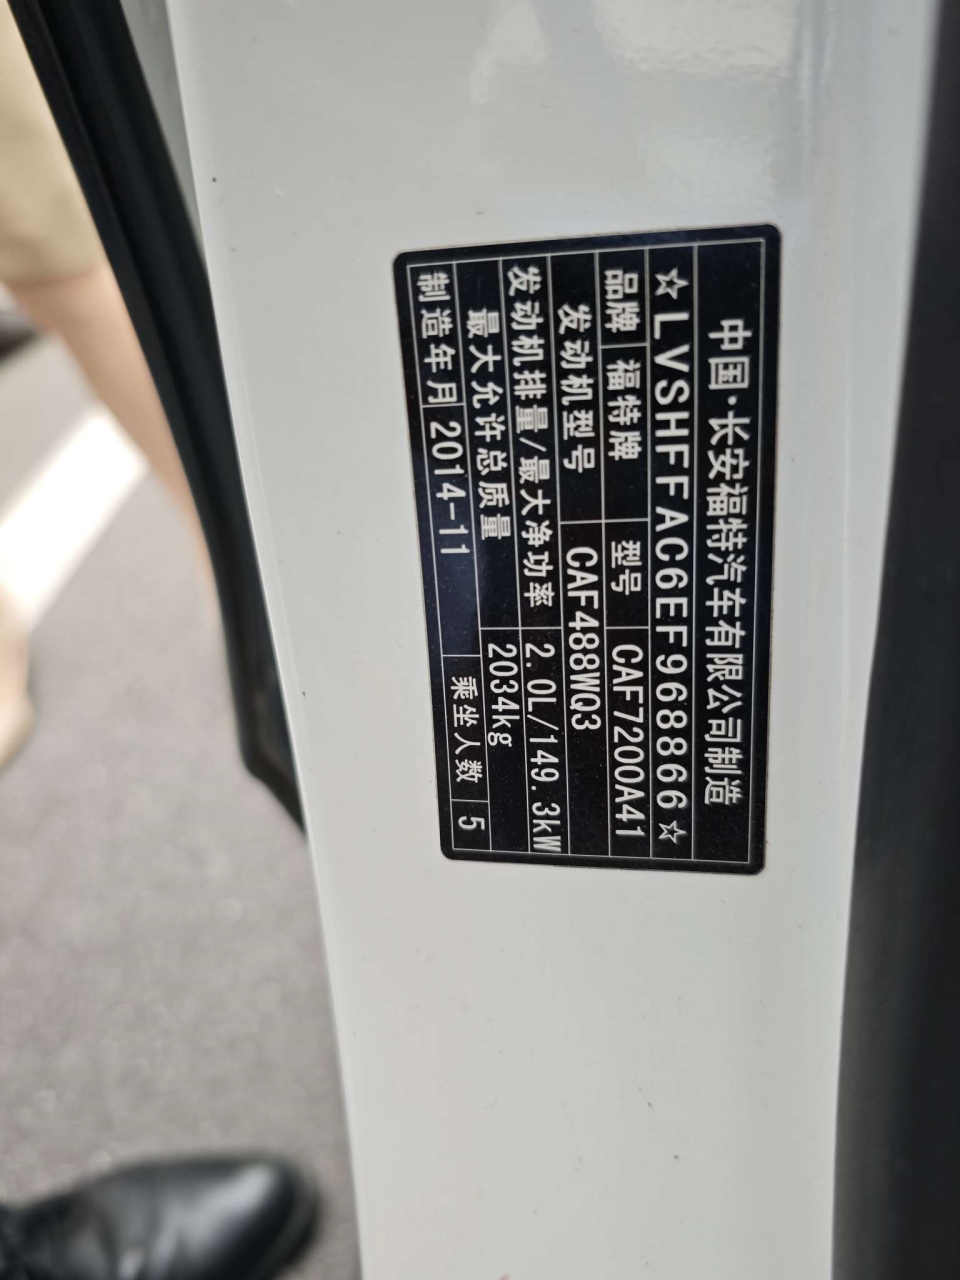 中国·长安福特汽车有限公司制造
☆LVSHFFAC6EF968866☆
品牌 福特牌 型号 CAF7200A41
发动机型号 CAF488WQ3
发动机排量/最大净功率 2.0L/149.3kW
最大允许总质量 2034kg
制造年月 2014-11 乘坐人数 5